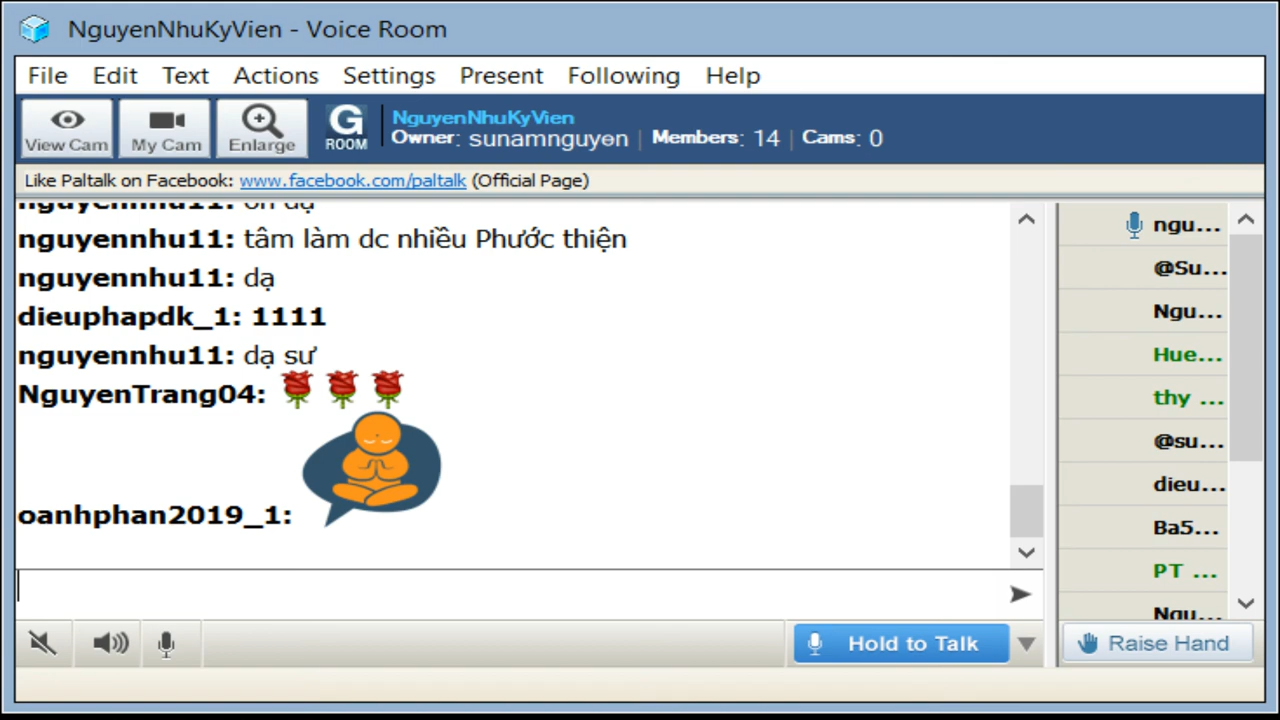 NguyenNhuKyVien - Voice Room
File Edit Text Actions Settings Present Following Help
View Cam My Cam Enlarge
G ROOM
NguyenNhuKyVien
Owner: sunamnguyen | Members: 14 | Cams: 0
Like Paltalk on Facebook: www.facebook.com/paltalk (Official Page)
nguyennhu11:
nguyennhu11: tâm làm dc nhiều Phước thiện
nguyennhu11: dạ
dieuphapdk_1: 1111
nguyennhu11: dạ sư
NguyenTrang04:
oanhphan2019_1:
ngu...
@Su...
Ngu...
Hue...
thy ...
@su...
dieu...
Ba5...
PT ...
Ngu...
Hold to Talk
Raise Hand